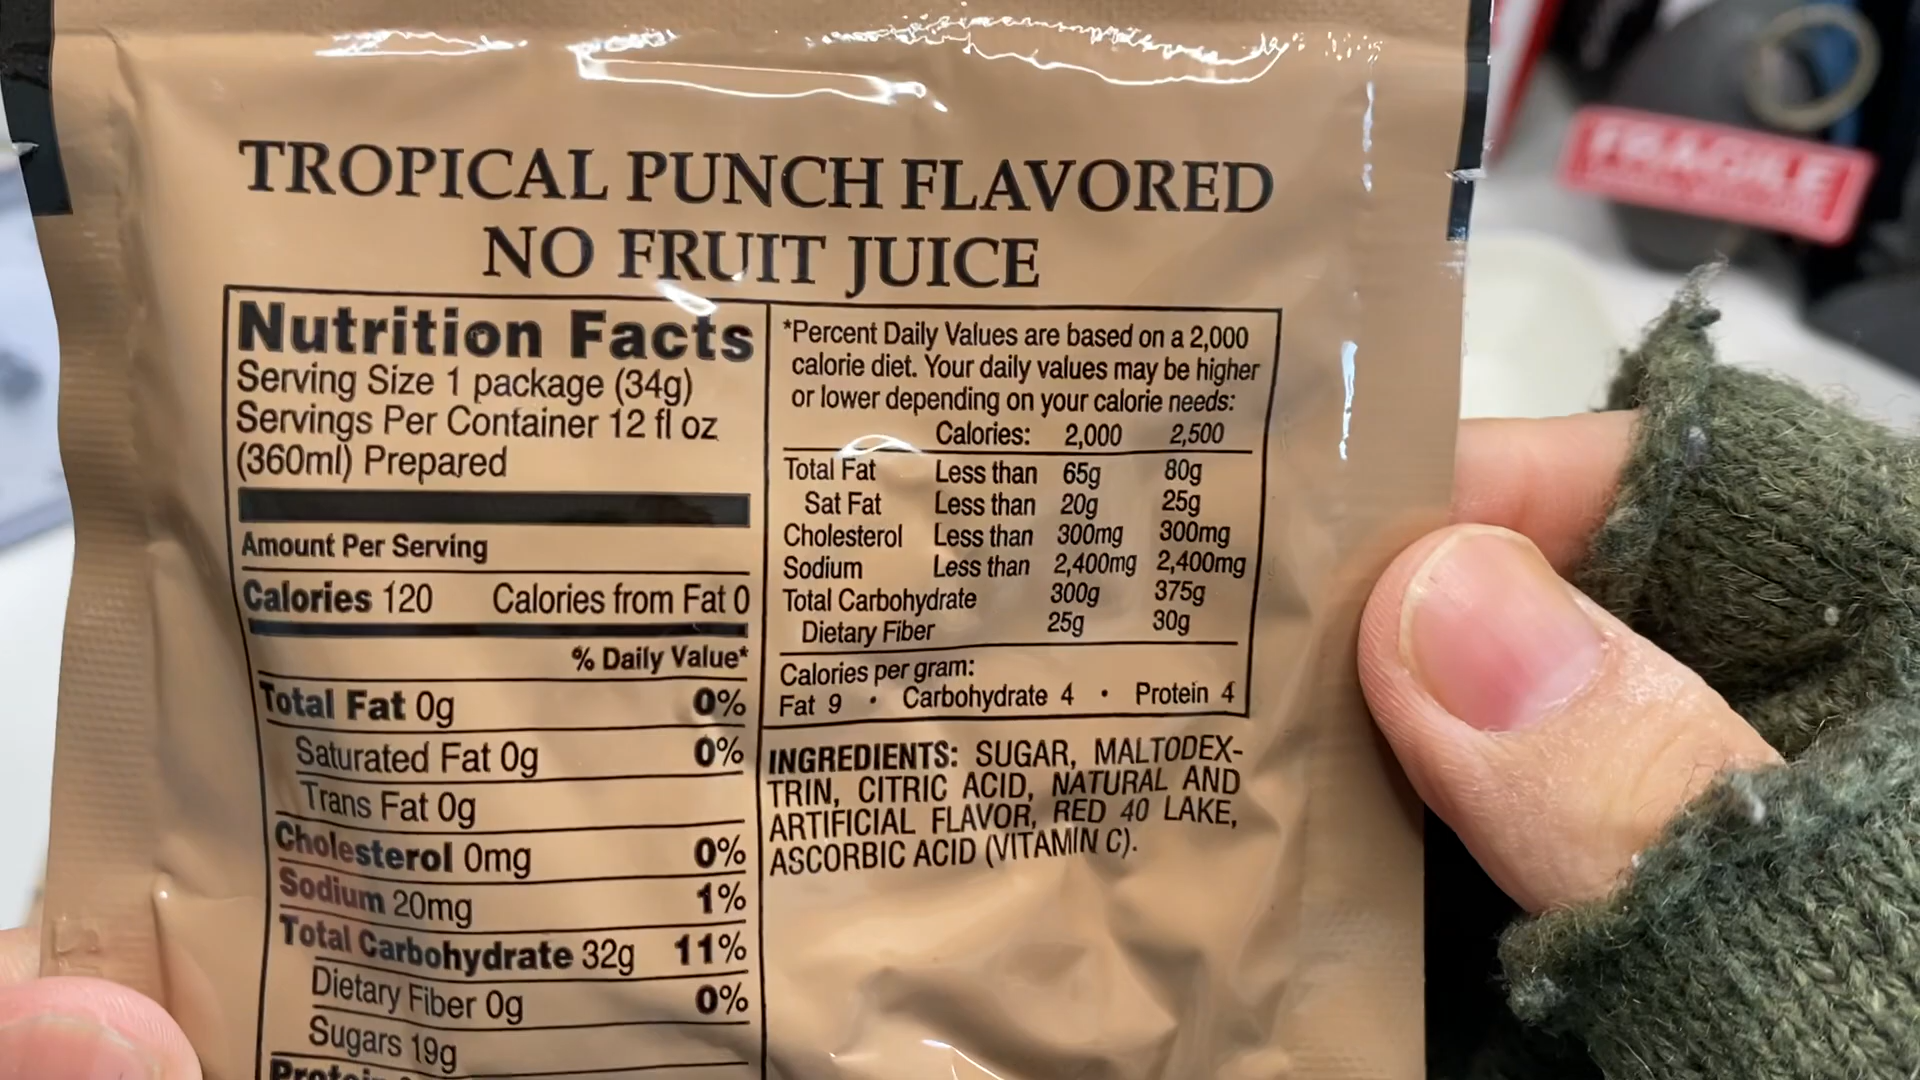 FRAGILE
TROPICAL PUNCH FLAVORED
NO FRUIT JUICE
Nutrition Facts
Serving Size 1 package (34g)
Servings Per Container 12 fl oz
(360ml) Prepared
Amount Per Serving
Calories 120 Calories from Fat 0
% Daily Value*
Total Fat 0g 0%
Saturated Fat 0g 0%
Trans Fat 0g
Cholesterol 0mg 0%
Sodium 20mg 1%
Total Carbohydrate 32g 11%
Dietary Fiber 0g 0%
Sugars 19g
Protein
*Percent Daily Values are based on a 2,000
calorie diet. Your daily values may be higher
or lower depending on your calorie needs:
Calories: 2,000 2,500
Total Fat Less than 65g 80g
Sat Fat Less than 20g 25g
Cholesterol Less than 300mg 300mg
Sodium Less than 2,400mg 2,400mg
Total Carbohydrate 300g 375g
Dietary Fiber 25g 30g
Calories per gram:
Fat 9 • Carbohydrate 4 • Protein 4
INGREDIENTS: SUGAR, MALTODEX-
TRIN, CITRIC ACID, NATURAL AND
ARTIFICIAL FLAVOR, RED 40 LAKE,
ASCORBIC ACID (VITAMIN C).